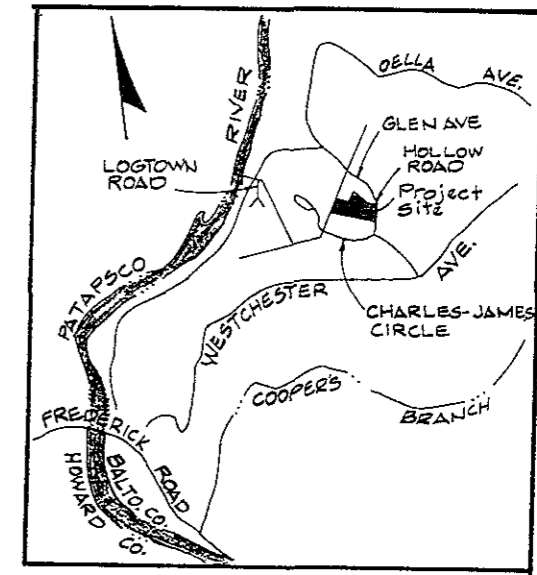 OELLA AVE.
GLEN AVE
HOLLOW
ROAD
Project
Site
RIVER
LOGTOWN
ROAD
PATAPSCO
WESTCHESTER AVE.
CHARLES-JAMES
CIRCLE
COOPER'S BRANCH
FREDERICK ROAD
BALTO. CO.
HOWARD CO.